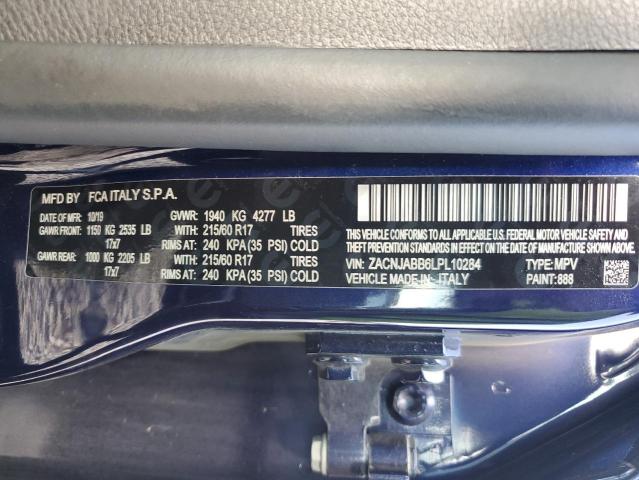 MFD BY FCA ITALY S.P.A.
DATE OF MFR: 10/19 GVWR: 1940 KG 4277 LB
GAWR FRONT: 1150 KG 2535 LB WITH: 215/60 R17 TIRES
17x7 RIMS AT: 240 KPA(35 PSI) COLD
GAWR REAR: 1000 KG 2205 LB WITH: 215/60 R17 TIRES
17x7 RIMS AT: 240 KPA(35 PSI) COLD
THIS VEHICLE CONFORMS TO ALL APPLICABLE U.S. FEDERAL MOTOR VEHICLE SAFETY AND
STANDARDS IN EFFECT ON THE DATE OF MANUFACTURE SHOWN ABOVE.
VIN: ZACNJABB6LPL10284 TYPE: MPV
VEHICLE MADE IN: ITALY PAINT: 888